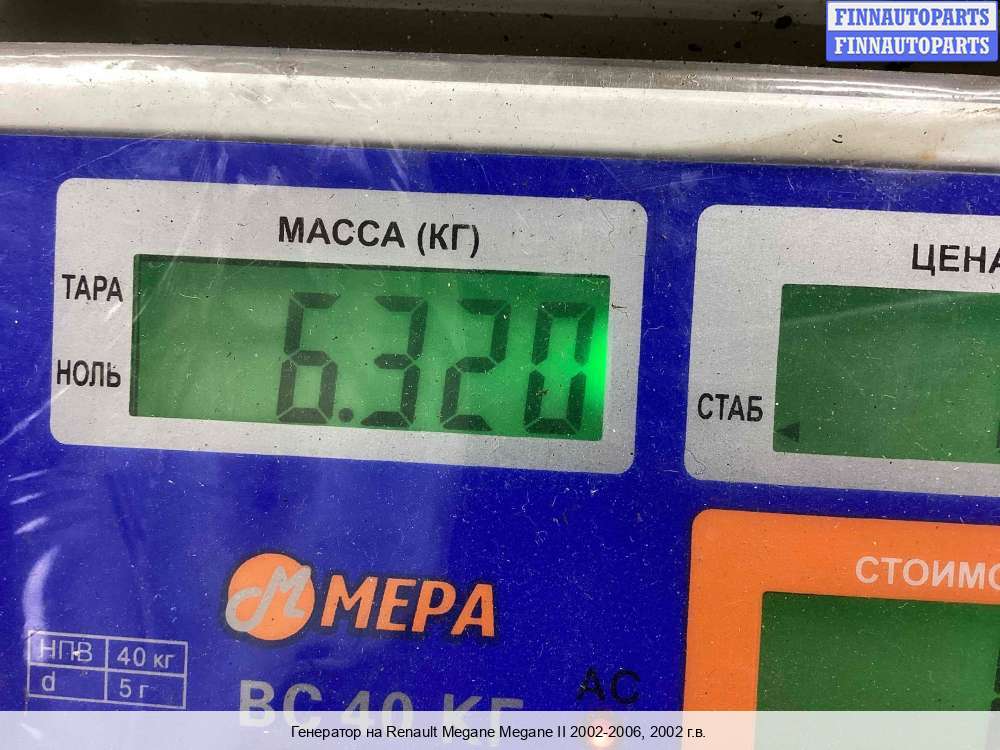 FINNAUTOPARTS
FINNAUTOPARTS
МАССА (КГ)
ТАРА
НОЛЬ
6.320
ЦЕНА
СТАБ
МЕРА
СТОИМО
НПВ 40 кг
d 5 г
ВС 40 КГ
AC
Генератор на Renault Megane Megane II 2002-2006, 2002 г.в.